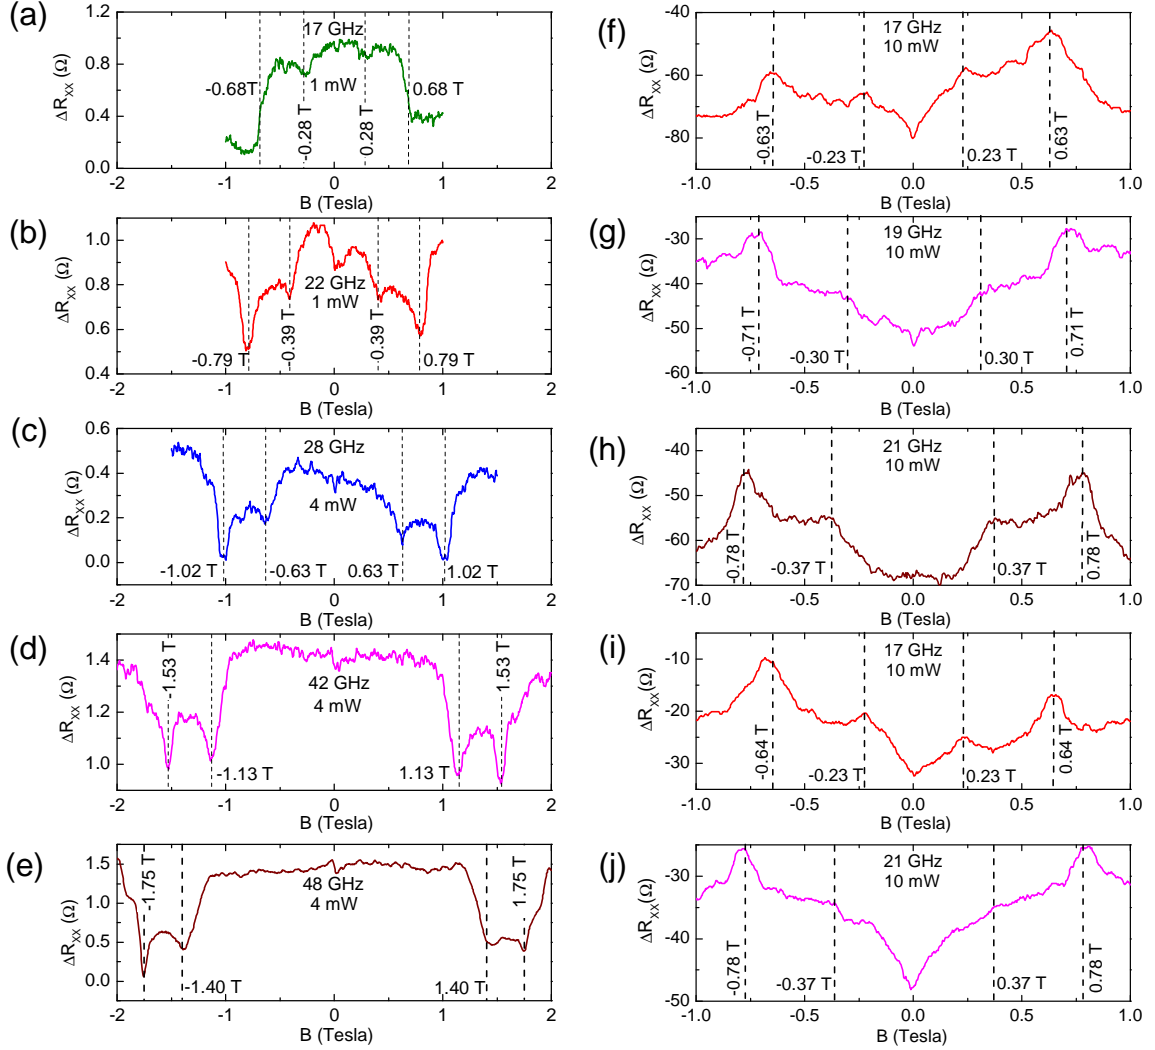 (a)
ΔR_XX (Ω)
1.2
0.8
0.4
0.0
17 GHz
1 mW
-0.68T
-0.28 T
0.28 T
0.68 T
-2
-1
0
1
2
B (Tesla)
(b)
ΔR_XX (Ω)
1.0
0.8
0.6
0.4
22 GHz
1 mW
-0.79 T
-0.39 T
-0.39 T
0.79 T
-2
-1
0
1
2
B (Tesla)
(c)
ΔR_XX (Ω)
0.6
0.4
0.2
0.0
28 GHz
4 mW
-1.02 T
-0.63 T
0.63 T
1.02 T
-2
-1
0
1
2
B (Tesla)
(d)
ΔR_XX (Ω)
1.4
1.2
1.0
42 GHz
4 mW
-1.53 T
-1.13 T
1.13 T
-1.53 T
-2
-1
0
1
2
B (Tesla)
(e)
ΔR_XX (Ω)
1.5
1.0
0.5
0.0
48 GHz
4 mW
-1.75 T
-1.40 T
1.40 T
1.75 T
-2
-1
0
1
2
B (Tesla)
(f)
ΔR_XX (Ω)
-40
-60
-80
17 GHz
10 mW
-0.63 T
-0.23 T
0.23 T
0.63 T
-1.0
-0.5
0.0
0.5
1.0
B (Tesla)
(g)
ΔR_XX (Ω)
-30
-40
-50
-60
19 GHz
10 mW
-0.71 T
-0.30 T
0.30 T
0.71 T
-1.0
-0.5
0.0
0.5
1.0
B (Tesla)
(h)
ΔR_XX (Ω)
-40
-50
-60
-70
21 GHz
10 mW
-0.78 T
-0.37 T
0.37 T
0.78 T
-1.0
-0.5
0.0
0.5
1.0
B (Tesla)
(i)
ΔR_XX(Ω)
-10
-20
-30
17 GHz
10 mW
-0.64 T
-0.23 T
0.23 T
0.64 T
-1.0
-0.5
0.0
0.5
1.0
B (Tesla)
(j)
ΔR_XX(Ω)
-30
-40
-50
21 GHz
10 mW
-0.78 T
-0.37 T
0.37 T
0.78 T
-1.0
-0.5
0.0
0.5
1.0
B (Tesla)